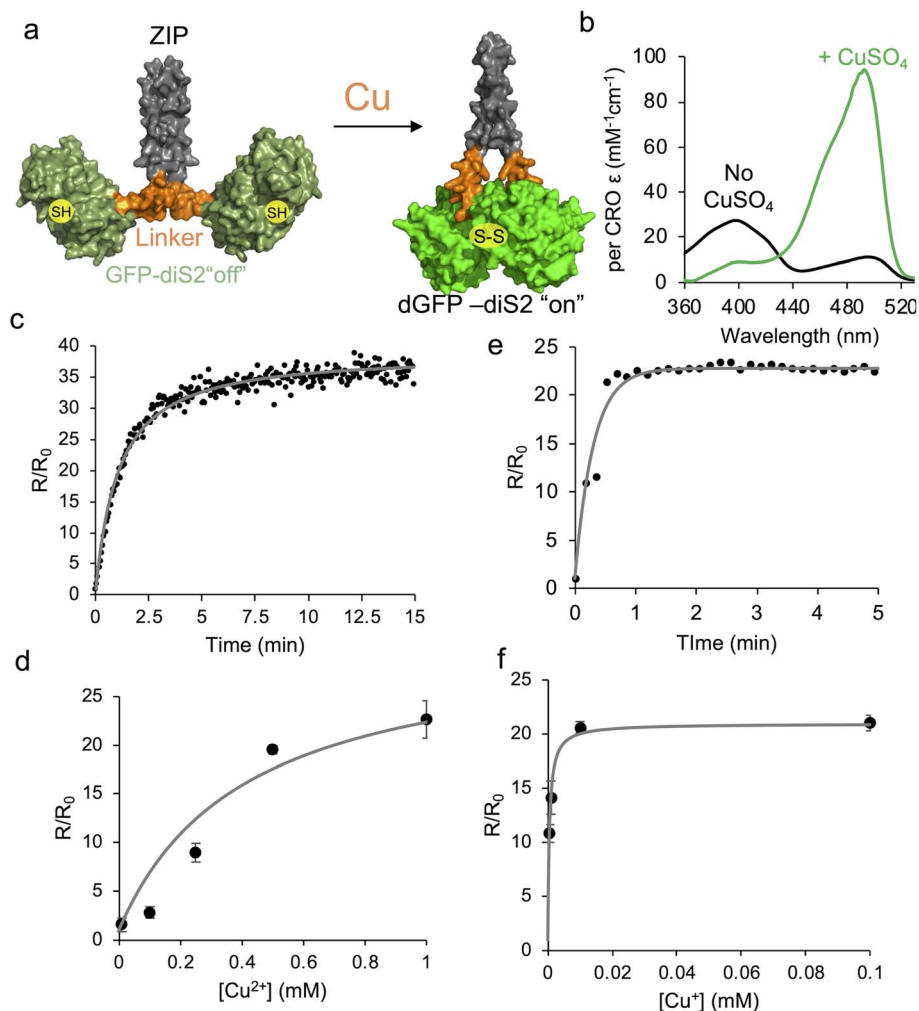 a
ZIP
Cu
SH
SH
Linker
GFP-diS2“off”
S-S
dGFP –diS2 “on”
b
+ CuSO4
No
CuSO4
per CRO ε (mM-1cm-1)
100
80
60
40
20
0
360 400 440 480 520
Wavelength (nm)
c
R/R0
40
35
30
25
20
15
10
5
0
0 2.5 5 7.5 10 12.5 15
Time (min)
e
R/R0
25
20
15
10
5
0
0 1 2 3 4 5
TIme (min)
d
R/R0
25
20
15
10
5
0
0 0.2 0.4 0.6 0.8 1
[Cu2+] (mM)
f
R/R0
25
20
15
10
5
0
0 0.02 0.04 0.06 0.08 0.1
[Cu+] (mM)